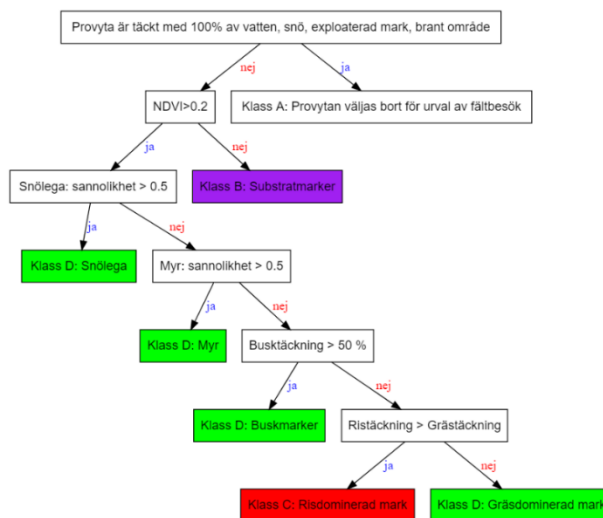 Provyta är täckt med 100% av vatten, snö, exploaterad mark, brant område
nej
ja
NDVI>0.2
Klass A: Provytan väljas bort för urval av fältbesök
ja
nej
Snölega: sannolikhet > 0.5
Klass B: Substratmarker
ja
nej
Klass D: Snölega
Myr: sannolikhet > 0.5
ja
nej
Klass D: Myr
Busktäckning > 50 %
ja
nej
Klass D: Buskmarker
Ristäckning > Grästäckning
ja
nej
Klass C: Risdominerad mark
Klass D: Gräsdominerad mark